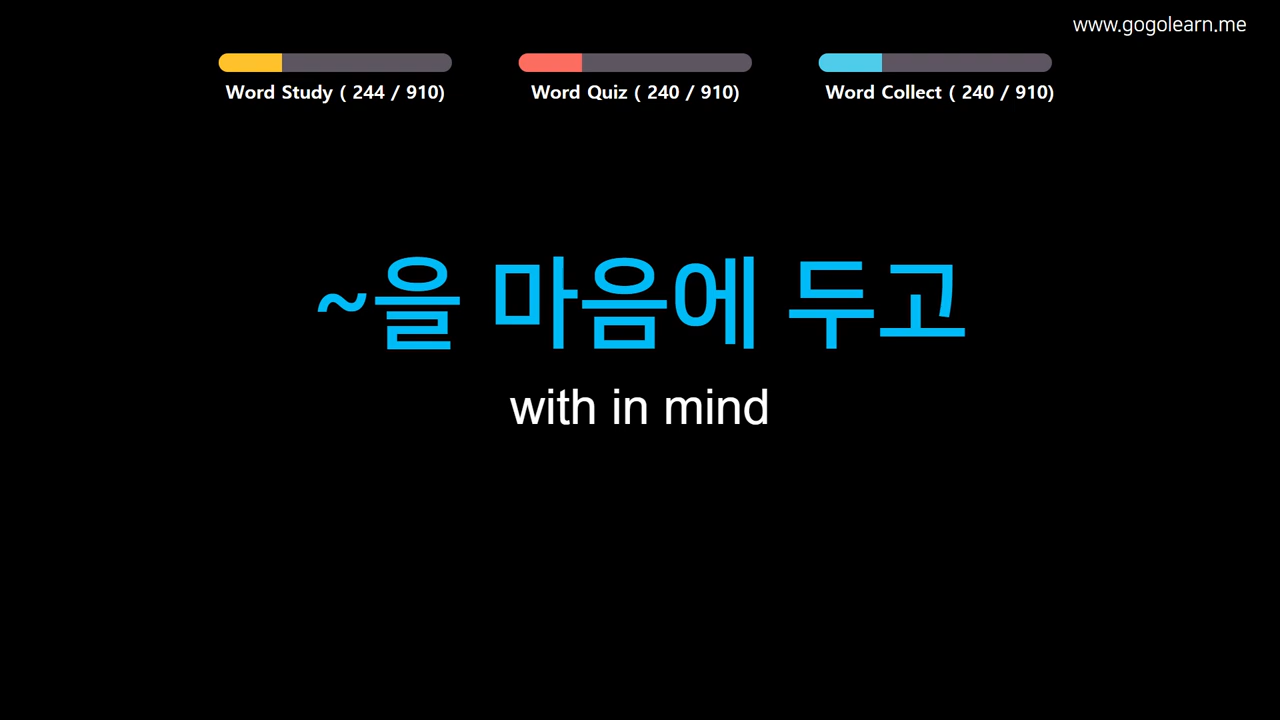 www.gogolearn.me
Word Study ( 244 / 910)
Word Quiz ( 240 / 910)
Word Collect ( 240 / 910)
~을 마음에 두고
with in mind